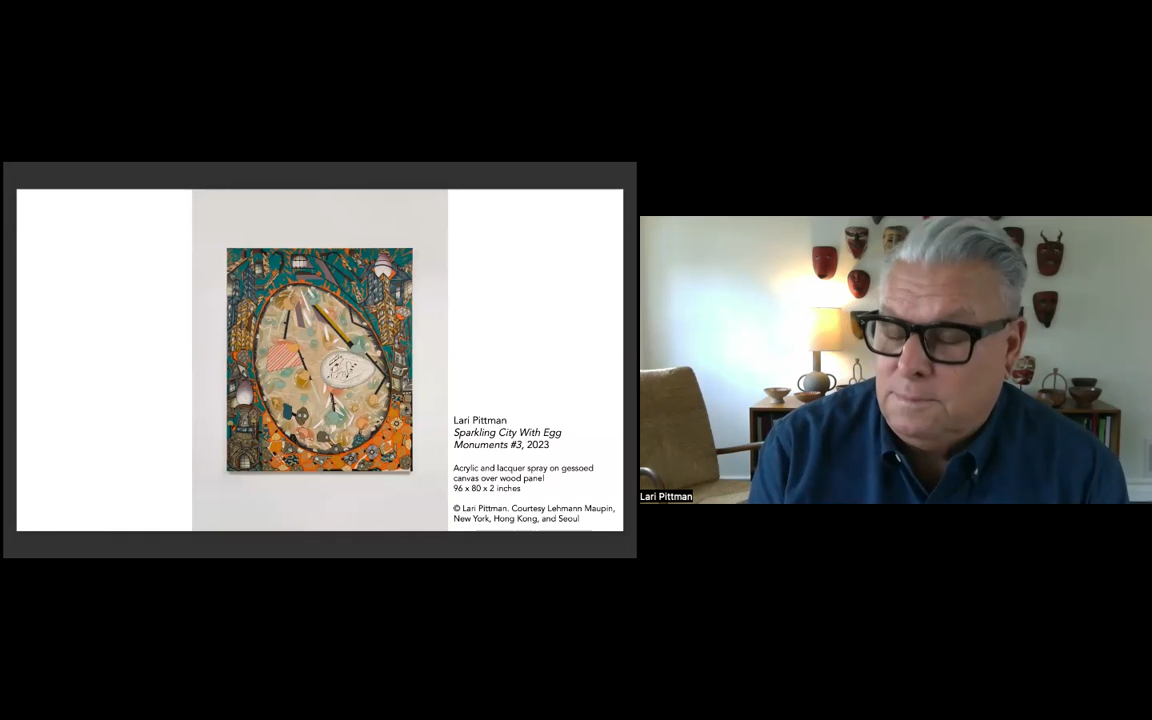 Lari Pittman
Sparkling City With Egg
Monuments #3, 2023
Acrylic and lacquer spray on gessoed
canvas over wood panel
96 x 80 x 2 inches
© Lari Pittman. Courtesy Lehmann Maupin,
New York, Hong Kong, and Seoul
Lari Pittman